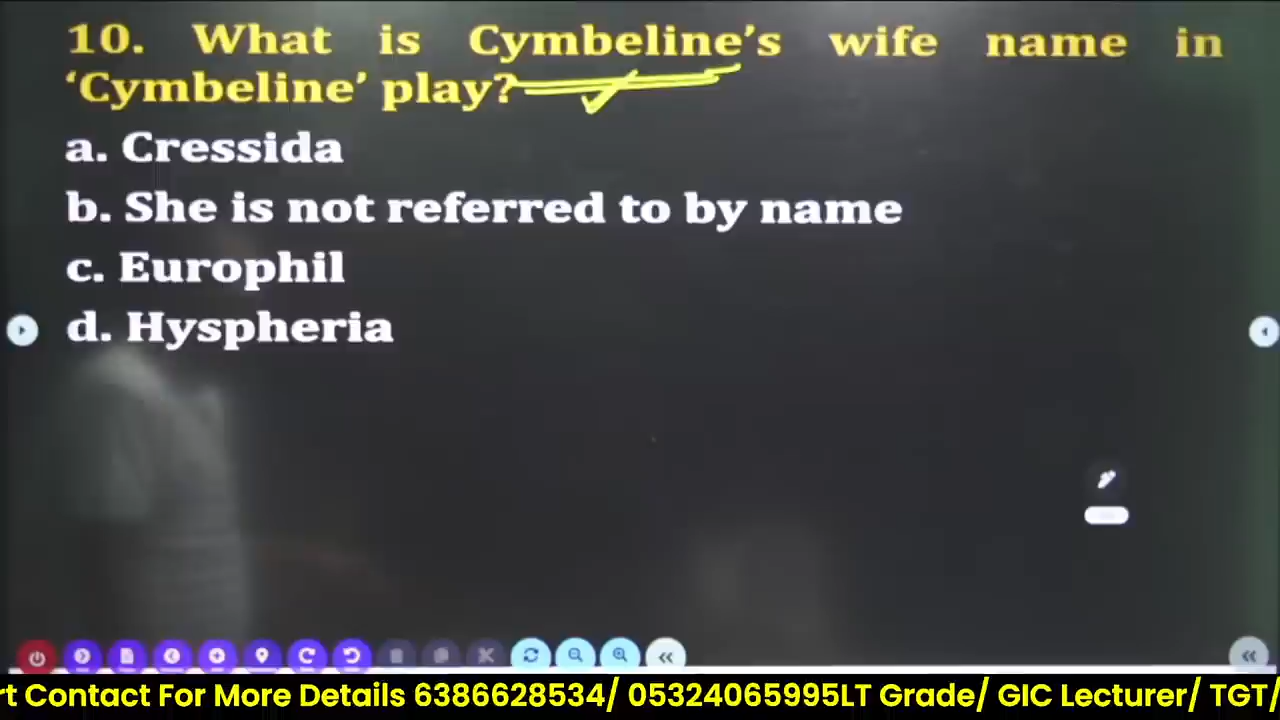 10. What is Cymbeline's wife name in
‘Cymbeline’ play?
a. Cressida
b. She is not referred to by name
c. Europhil
d. Hyspheria
rt Contact For More Details 6386628534/ 05324065995LT Grade/ GIC Lecturer/ TGT/